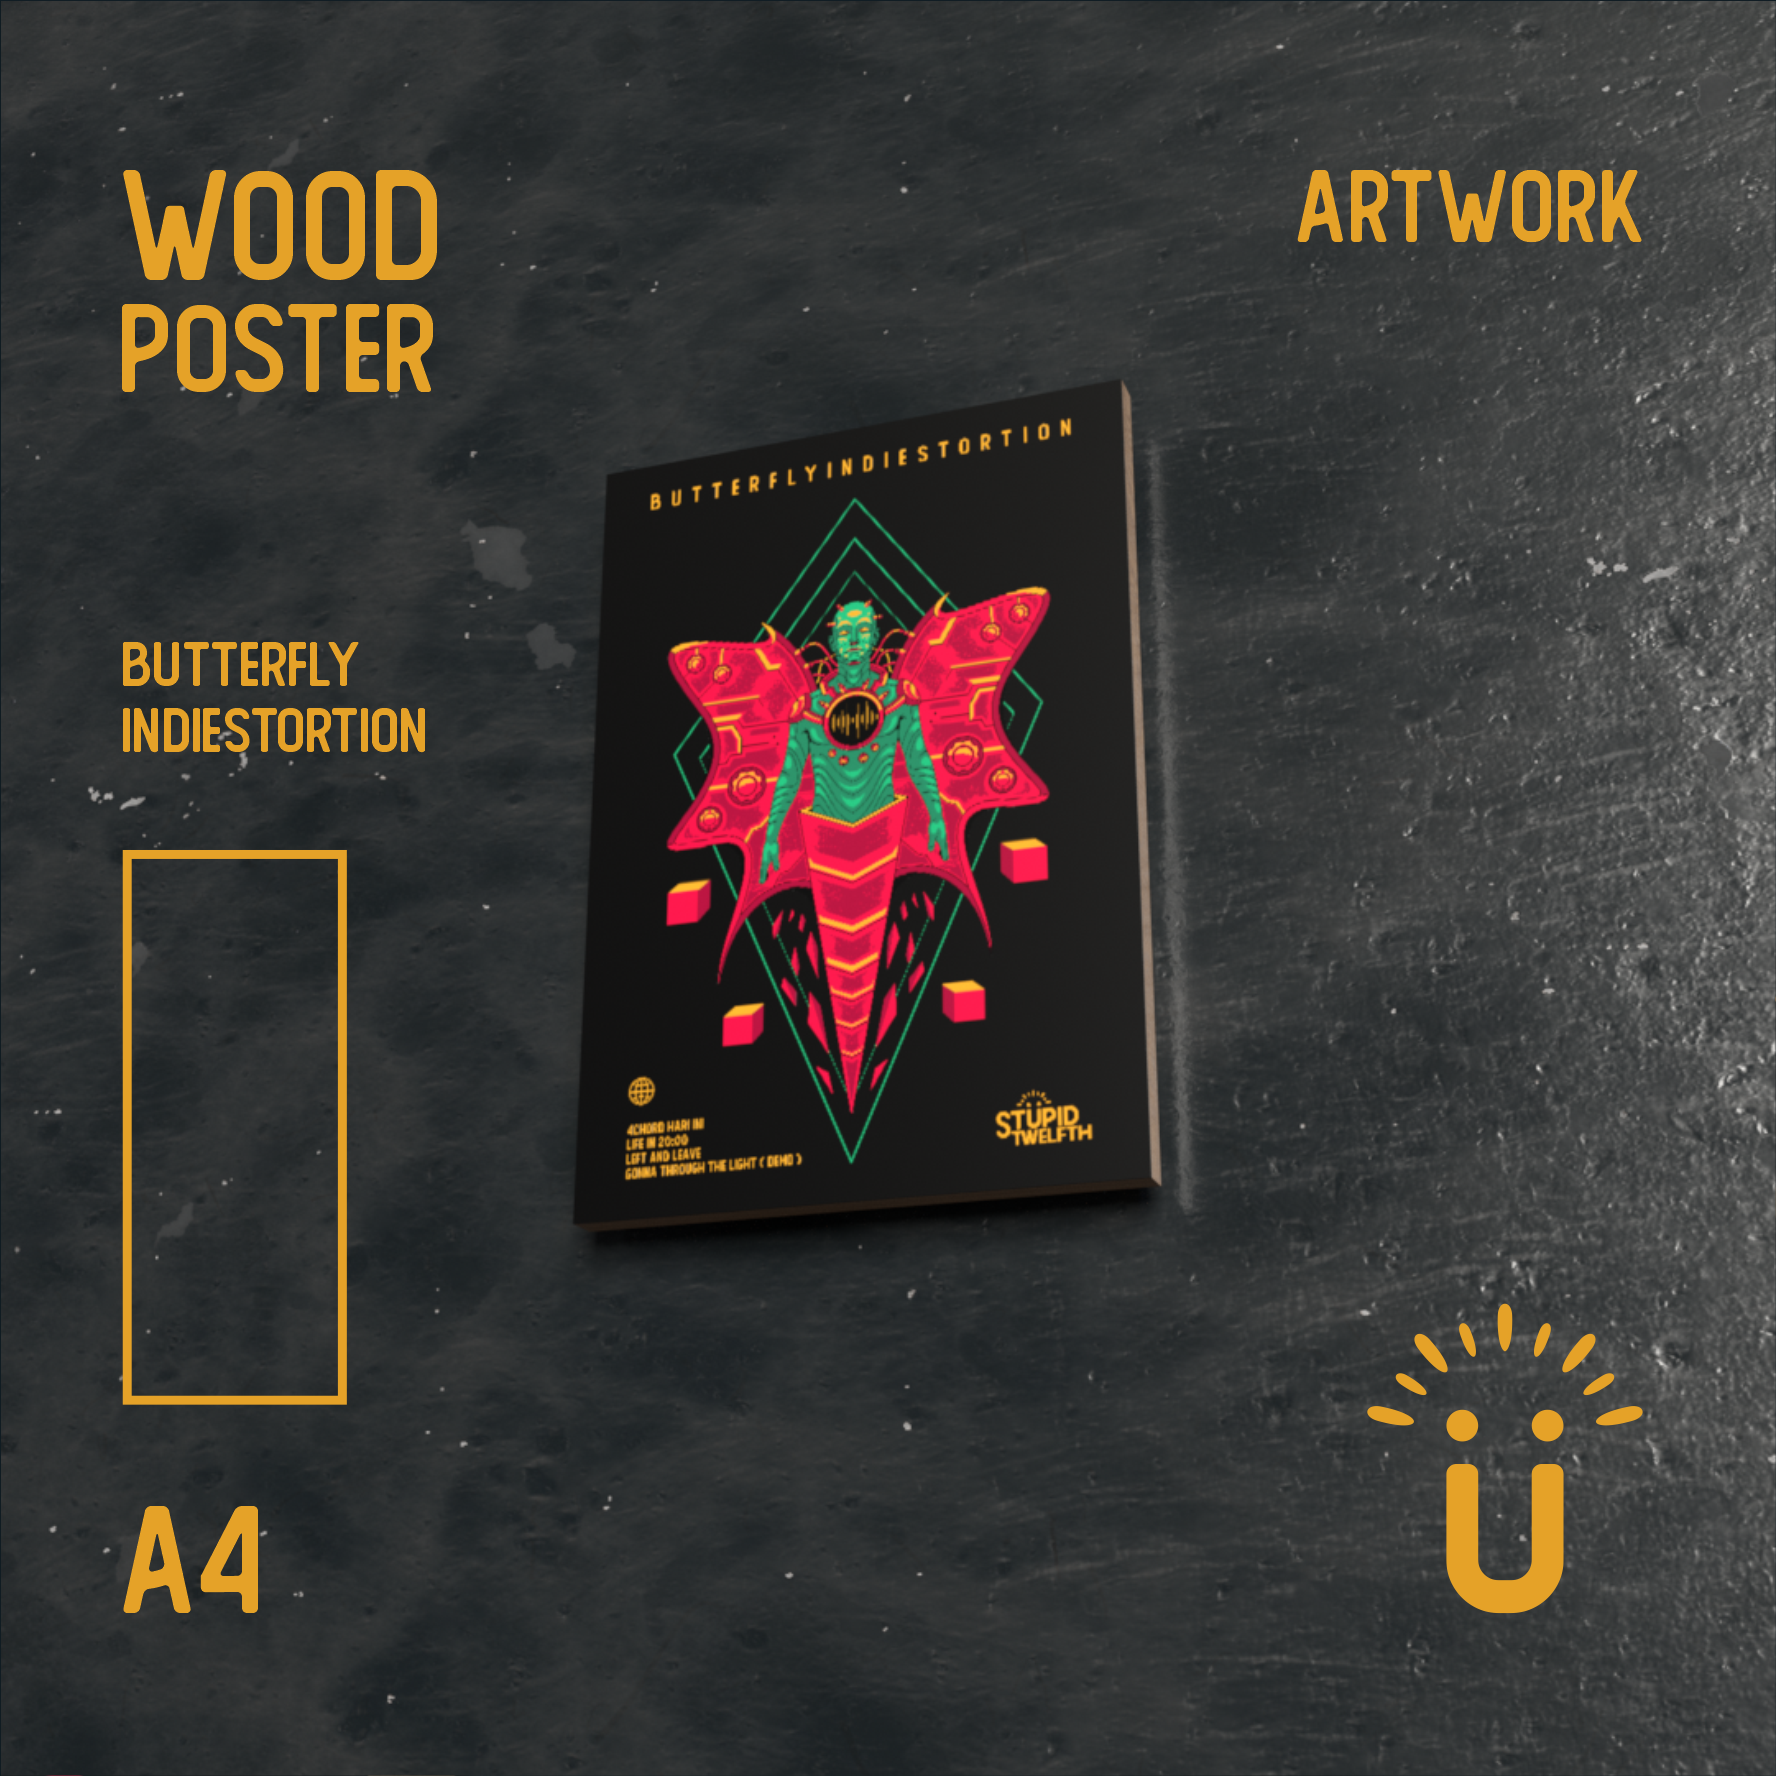 WOOD
POSTER
ARTWORK
BUTTERFLYINDIESTORTION
BUTTERFLY
INDIESTORTION
4CHORD HARI INI
LIFE IN 20:00
LEFT AND LEAVE
GONNA THROUGH THE LIGHT ( DEMO )
STÜPID
TWELFTH
A4
Ü